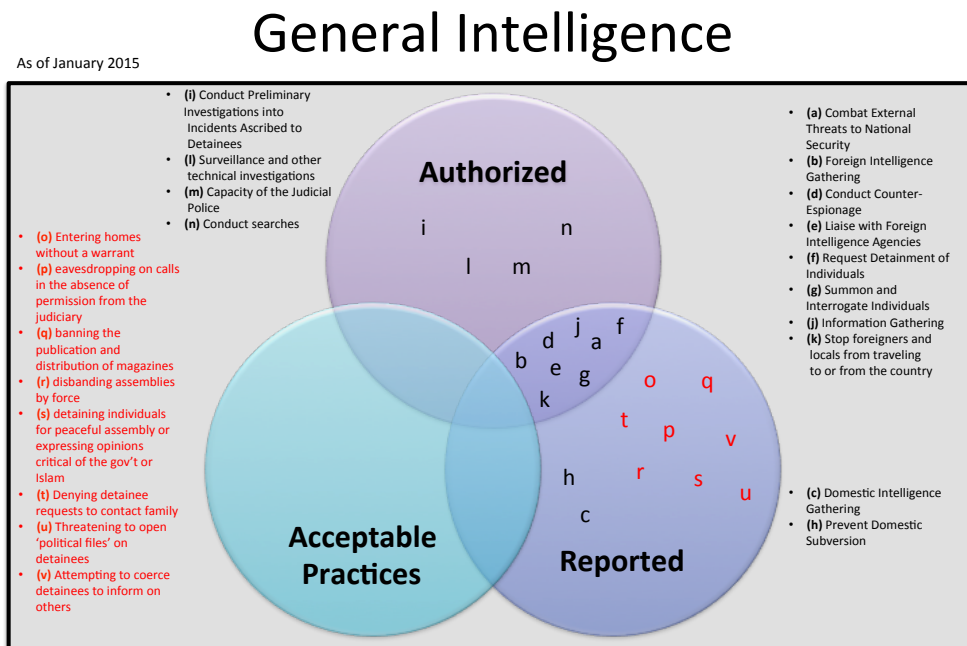 General Intelligence
As of January 2015
• (i) Conduct Preliminary
Investigations into
Incidents Ascribed to
Detainees
• (l) Surveillance and other
technical investigations
• (m) Capacity of the Judicial
Police
• (n) Conduct searches
• (o) Entering homes
without a warrant
• (p) eavesdropping on calls
in the absence of
permission from the
judiciary
• (q) banning the
publication and
distribution of magazines
• (r) disbanding assemblies
by force
• (s) detaining individuals
for peaceful assembly or
expressing opinions
critical of the gov't or
Islam
• (t) Denying detainee
requests to contact family
• (u) Threatening to open
'political files' on
detainees
• (v) Attempting to coerce
detainees to inform on
others
Authorized
i n
l m
j f
d a
b e g
k
o q
t p v
h r s u
c
Acceptable
Practices
Reported
• (a) Combat External
Threats to National
Security
• (b) Foreign Intelligence
Gathering
• (d) Conduct Counter-
Espionage
• (e) Liaise with Foreign
Intelligence Agencies
• (f) Request Detainment of
Individuals
• (g) Summon and
Interrogate Individuals
• (j) Information Gathering
• (k) Stop foreigners and
locals from traveling
to or from the country
• (c) Domestic Intelligence
Gathering
• (h) Prevent Domestic
Subversion